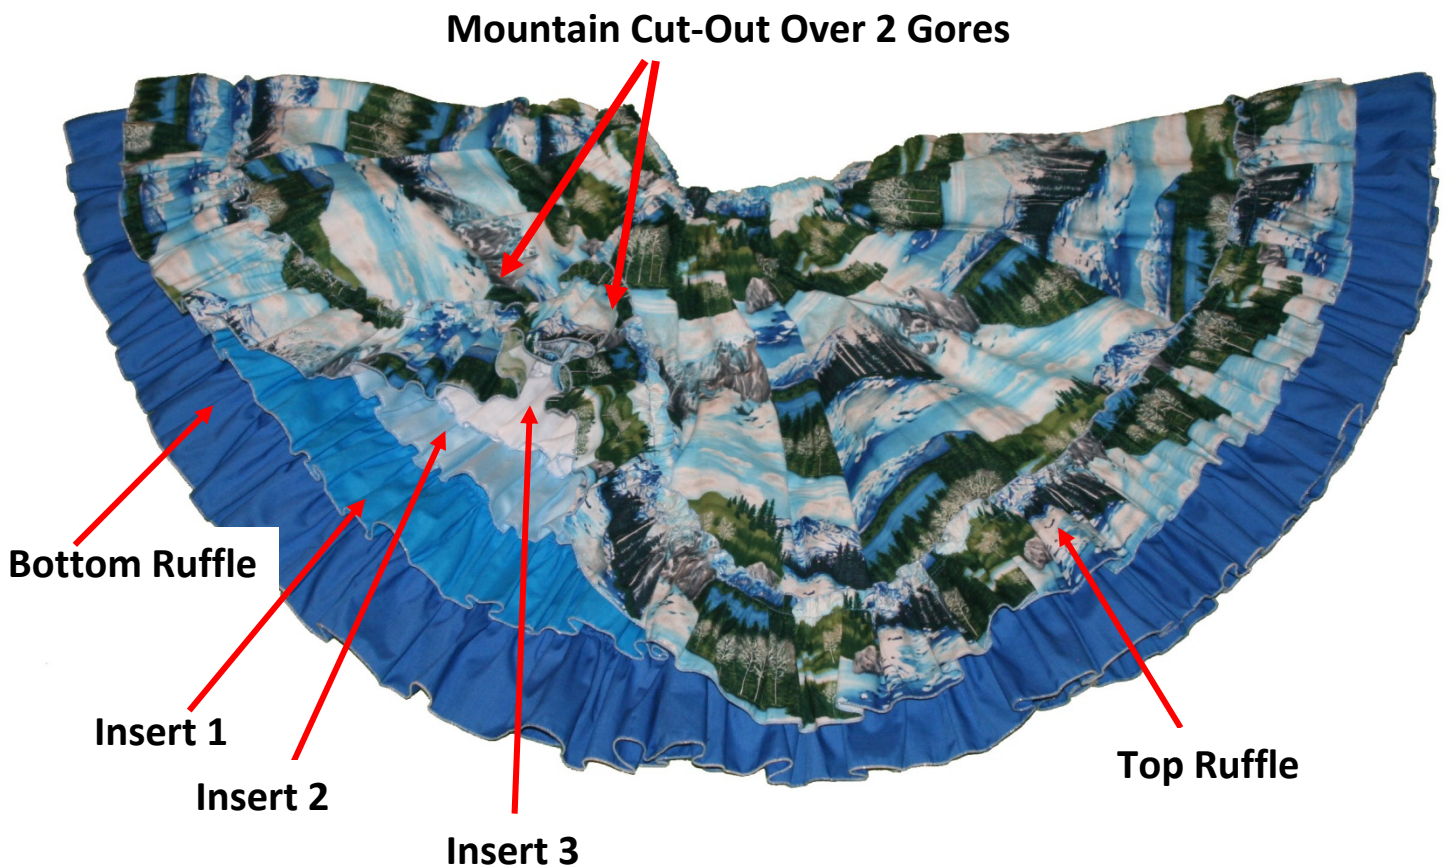 Mountain Cut-Out Over 2 Gores
Bottom Ruffle
Insert 1
Insert 2
Insert 3
Top Ruffle